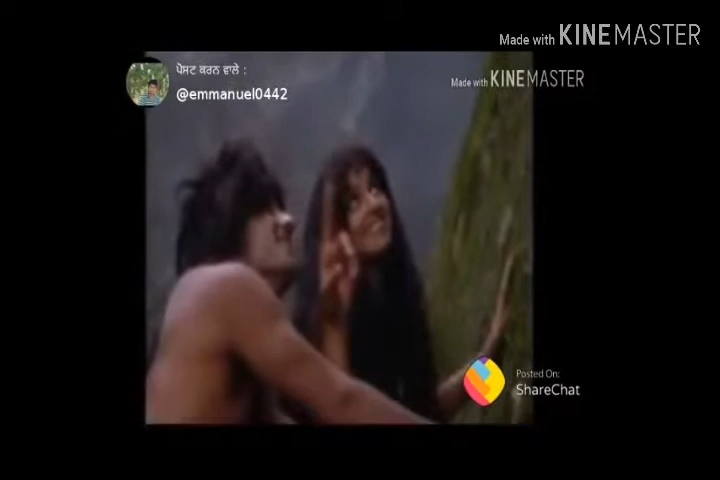 Made with KINEMASTER
ਪੋਸਟ ਕਰਨ ਵਾਲੇ :
@emmanuel0442
Made with KINEMASTER
Posted On:
ShareChat